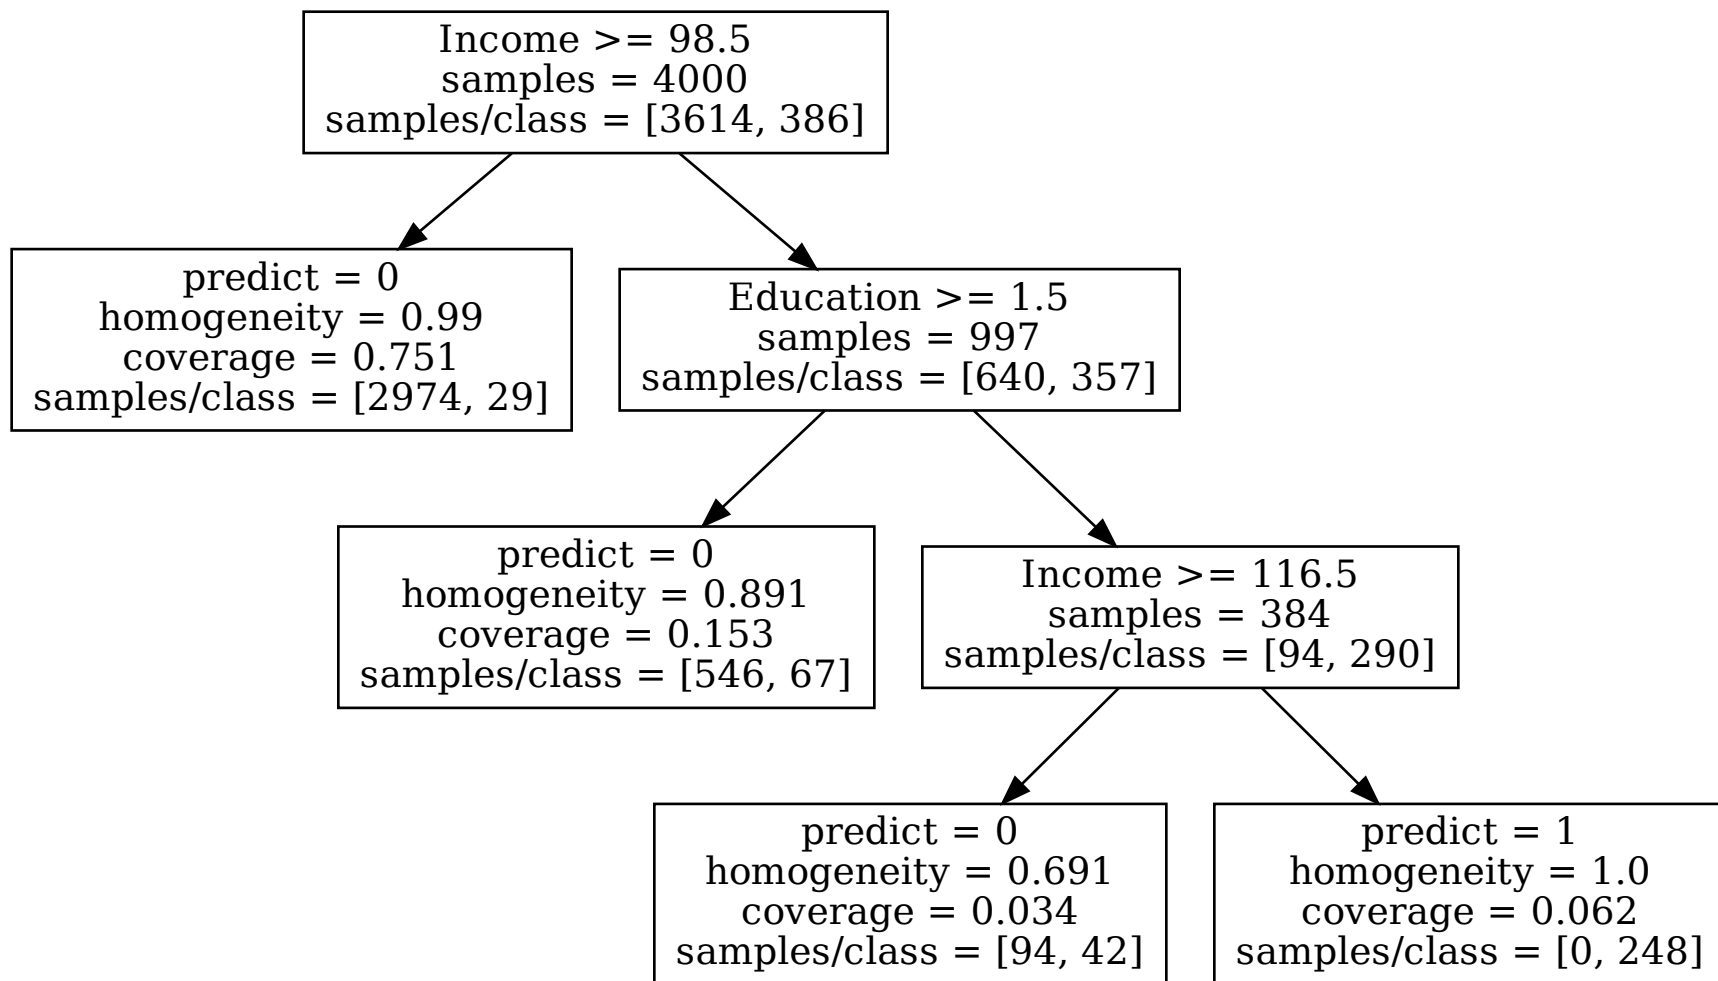 Income >= 98.5
samples = 4000
samples/class = [3614, 386]
predict = 0
homogeneity = 0.99
coverage = 0.751
samples/class = [2974, 29]
Education >= 1.5
samples = 997
samples/class = [640, 357]
predict = 0
homogeneity = 0.891
coverage = 0.153
samples/class = [546, 67]
Income >= 116.5
samples = 384
samples/class = [94, 290]
predict = 0
homogeneity = 0.691
coverage = 0.034
samples/class = [94, 42]
predict = 1
homogeneity = 1.0
coverage = 0.062
samples/class = [0, 248]